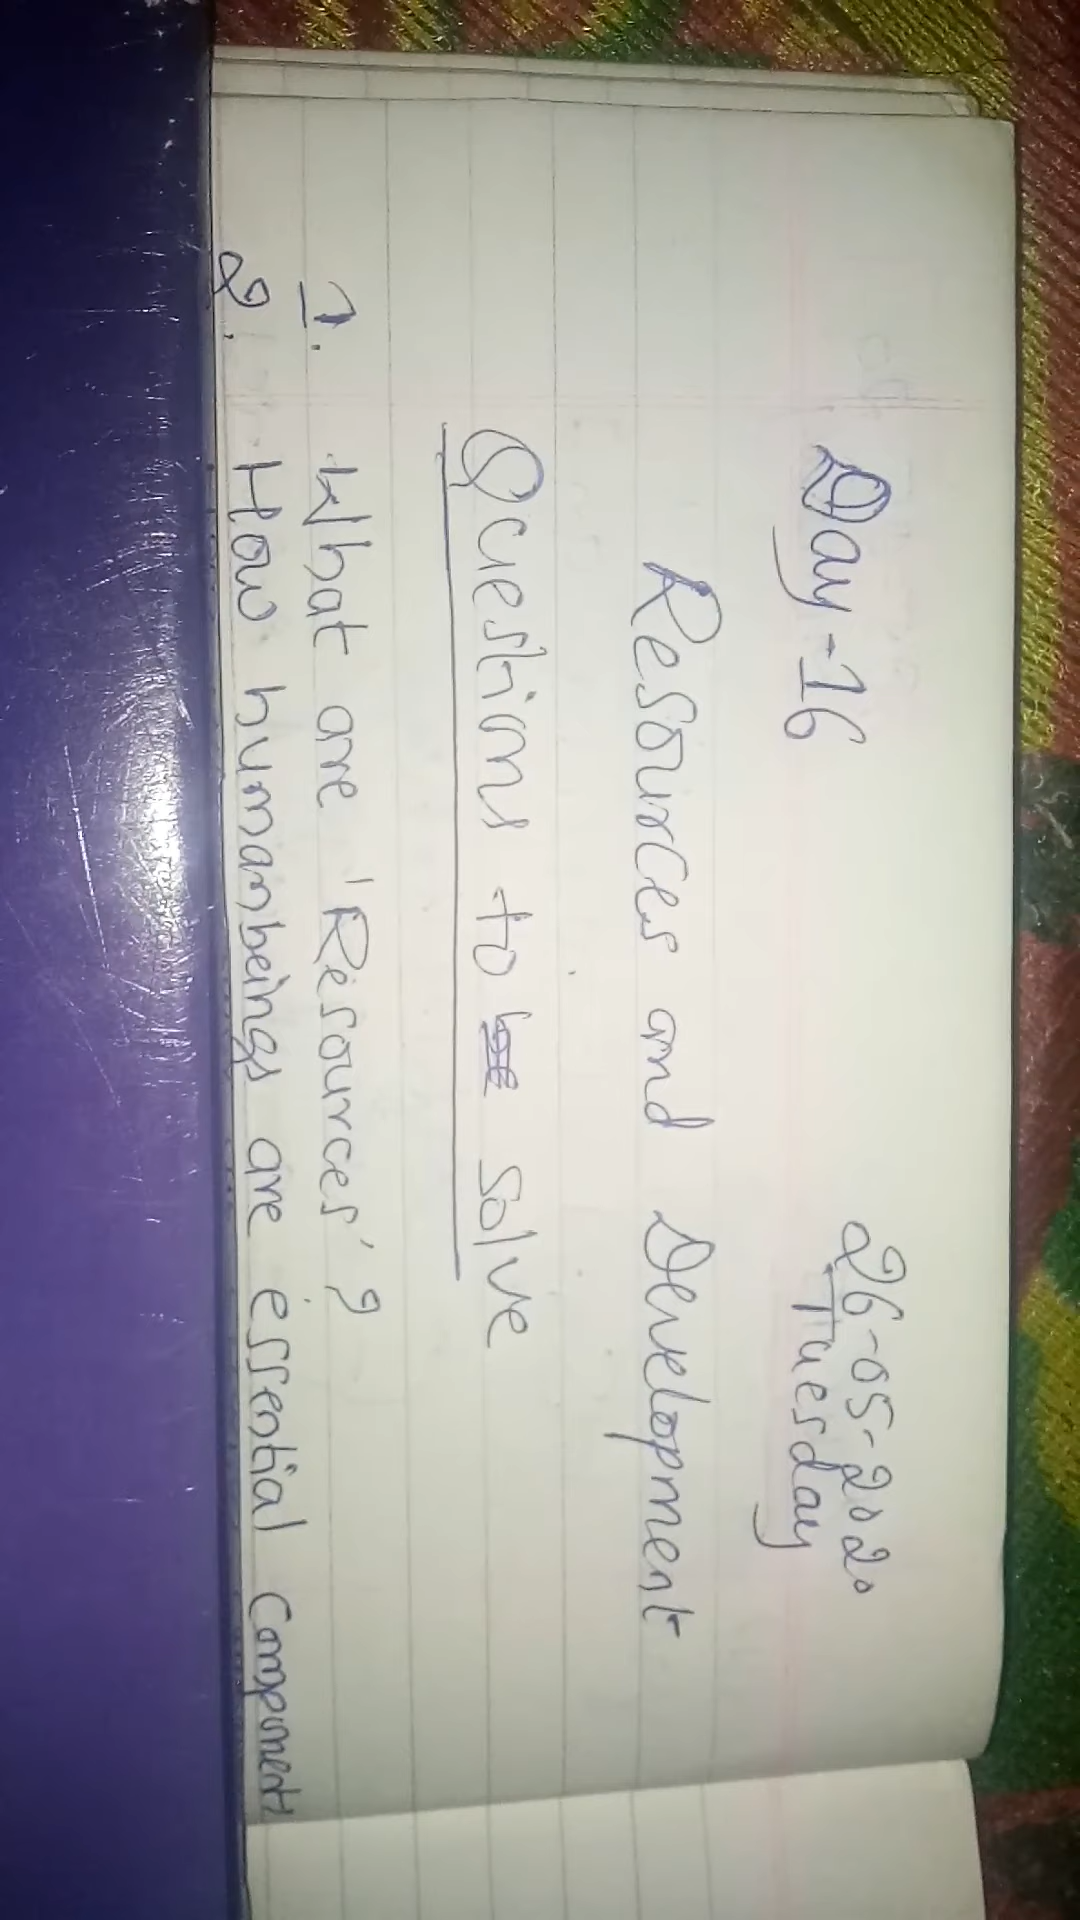 Day-16 26-05-2020
Tuesday
Resources and Development
Questions to solve
1. What are 'Resources'?
2. How humanbeings are essential Components